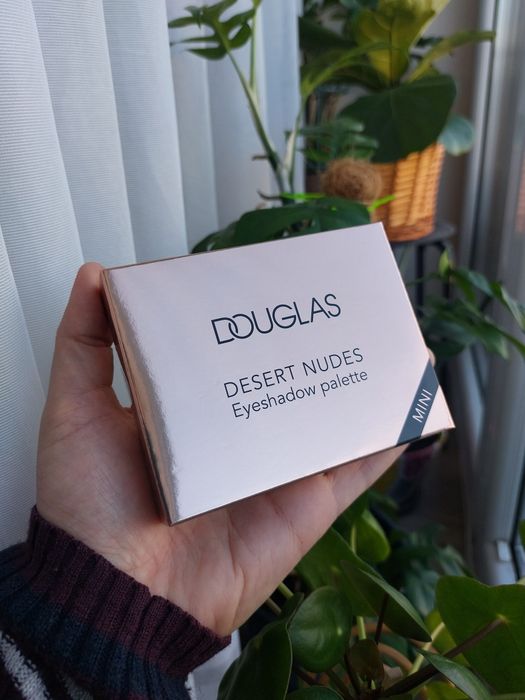 DOUGLAS
DESERT NUDES
Eyeshadow palette
MINI